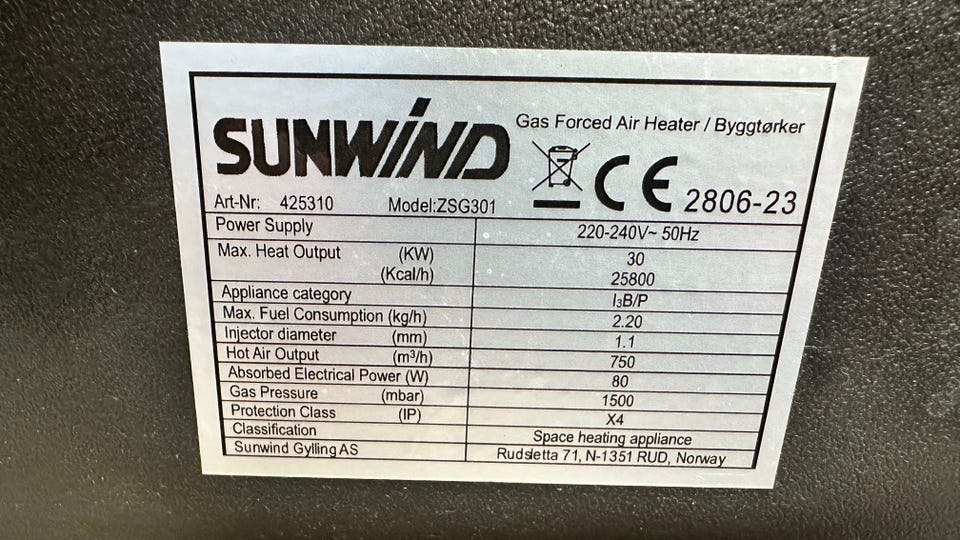 SUNWIND
Gas Forced Air Heater / Byggtørker
CE 2806-23
Art-Nr: 425310 Model:ZSG301
Power Supply 220-240V~ 50Hz
Max. Heat Output (KW) 30
(Kcal/h) 25800
Appliance category I₃B/P
Max. Fuel Consumption (kg/h) 2.20
Injector diameter (mm) 1.1
Hot Air Output (m³/h) 750
Absorbed Electrical Power (W) 80
Gas Pressure (mbar) 1500
Protection Class (IP) X4
Classification Space heating appliance
Sunwind Gylling AS Rudsletta 71, N-1351 RUD, Norway